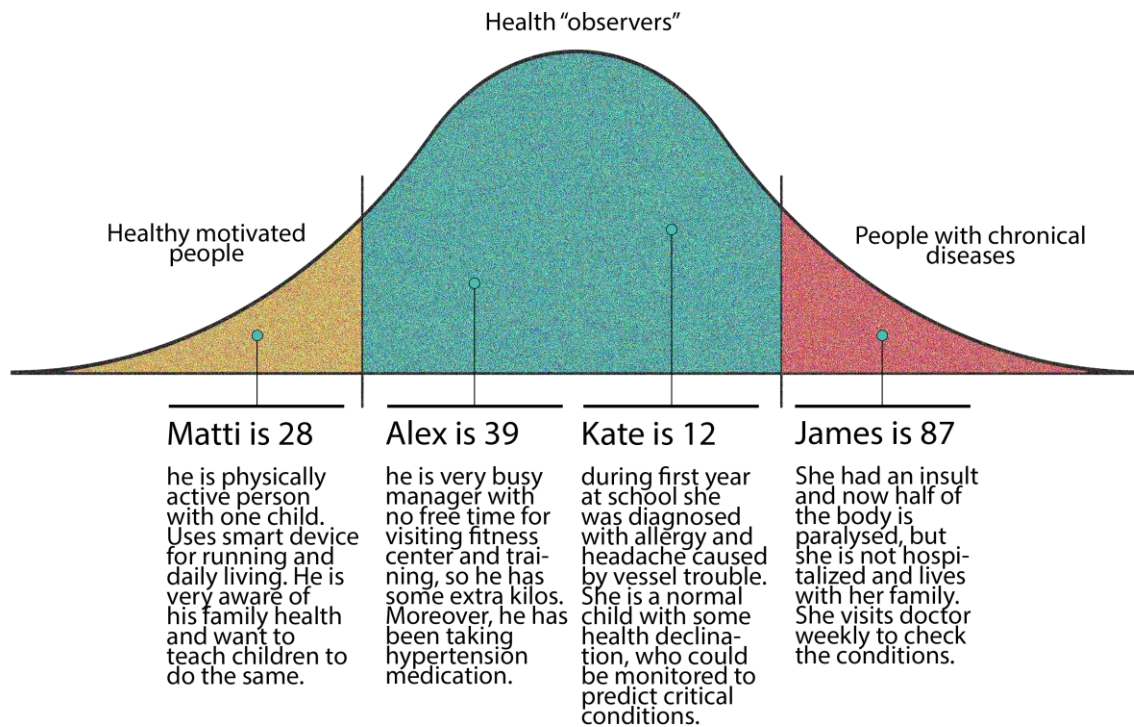 Health “observers”
Healthy motivated
people
People with chronical
diseases
Matti is 28
he is physically
active person
with one child.
Uses smart device
for running and
daily living. He is
very aware of
his family health
and want to
teach children to
do the same.
Alex is 39
he is very busy
manager with
no free time for
visiting fitness
center and trai-
ning, so he has
some extra kilos.
Moreover, he has
been taking
hypertension
medication.
Kate is 12
during first year
at school she
was diagnosed
with allergy and
headache caused
by vessel trouble.
She is a normal
child with some
health declina-
tion, who could
be monitored to
predict critical
conditions.
James is 87
She had an insult
and now half of
the body is
paralysed, but
she is not hospi-
talized and lives
with her family.
She visits doctor
weekly to check
the conditions.